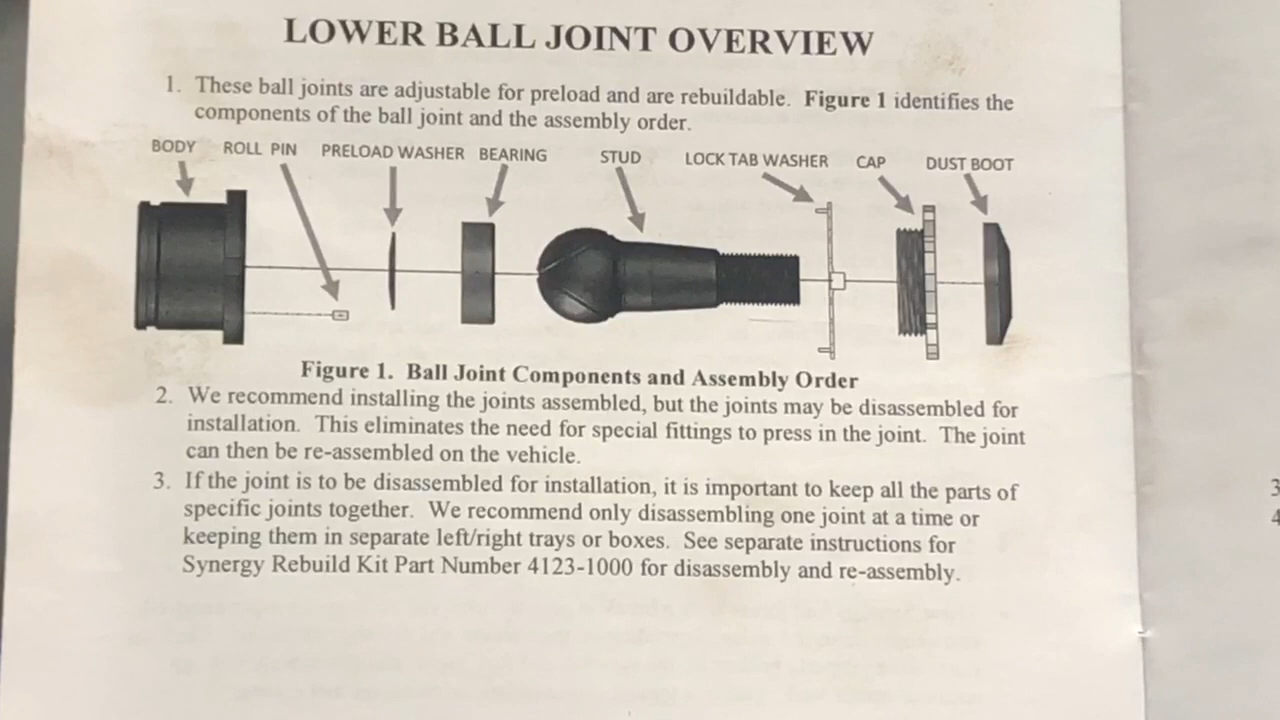 LOWER BALL JOINT OVERVIEW
1. These ball joints are adjustable for preload and are rebuildable. Figure 1 identifies the
components of the ball joint and the assembly order.
BODY ROLL PIN PRELOAD WASHER BEARING STUD LOCK TAB WASHER CAP DUST BOOT
Figure 1. Ball Joint Components and Assembly Order
2. We recommend installing the joints assembled, but the joints may be disassembled for
installation. This eliminates the need for special fittings to press in the joint. The joint
can then be re-assembled on the vehicle.
3. If the joint is to be disassembled for installation, it is important to keep all the parts of
specific joints together. We recommend only disassembling one joint at a time or
keeping them in separate left/right trays or boxes. See separate instructions for
Synergy Rebuild Kit Part Number 4123-1000 for disassembly and re-assembly.
3
4